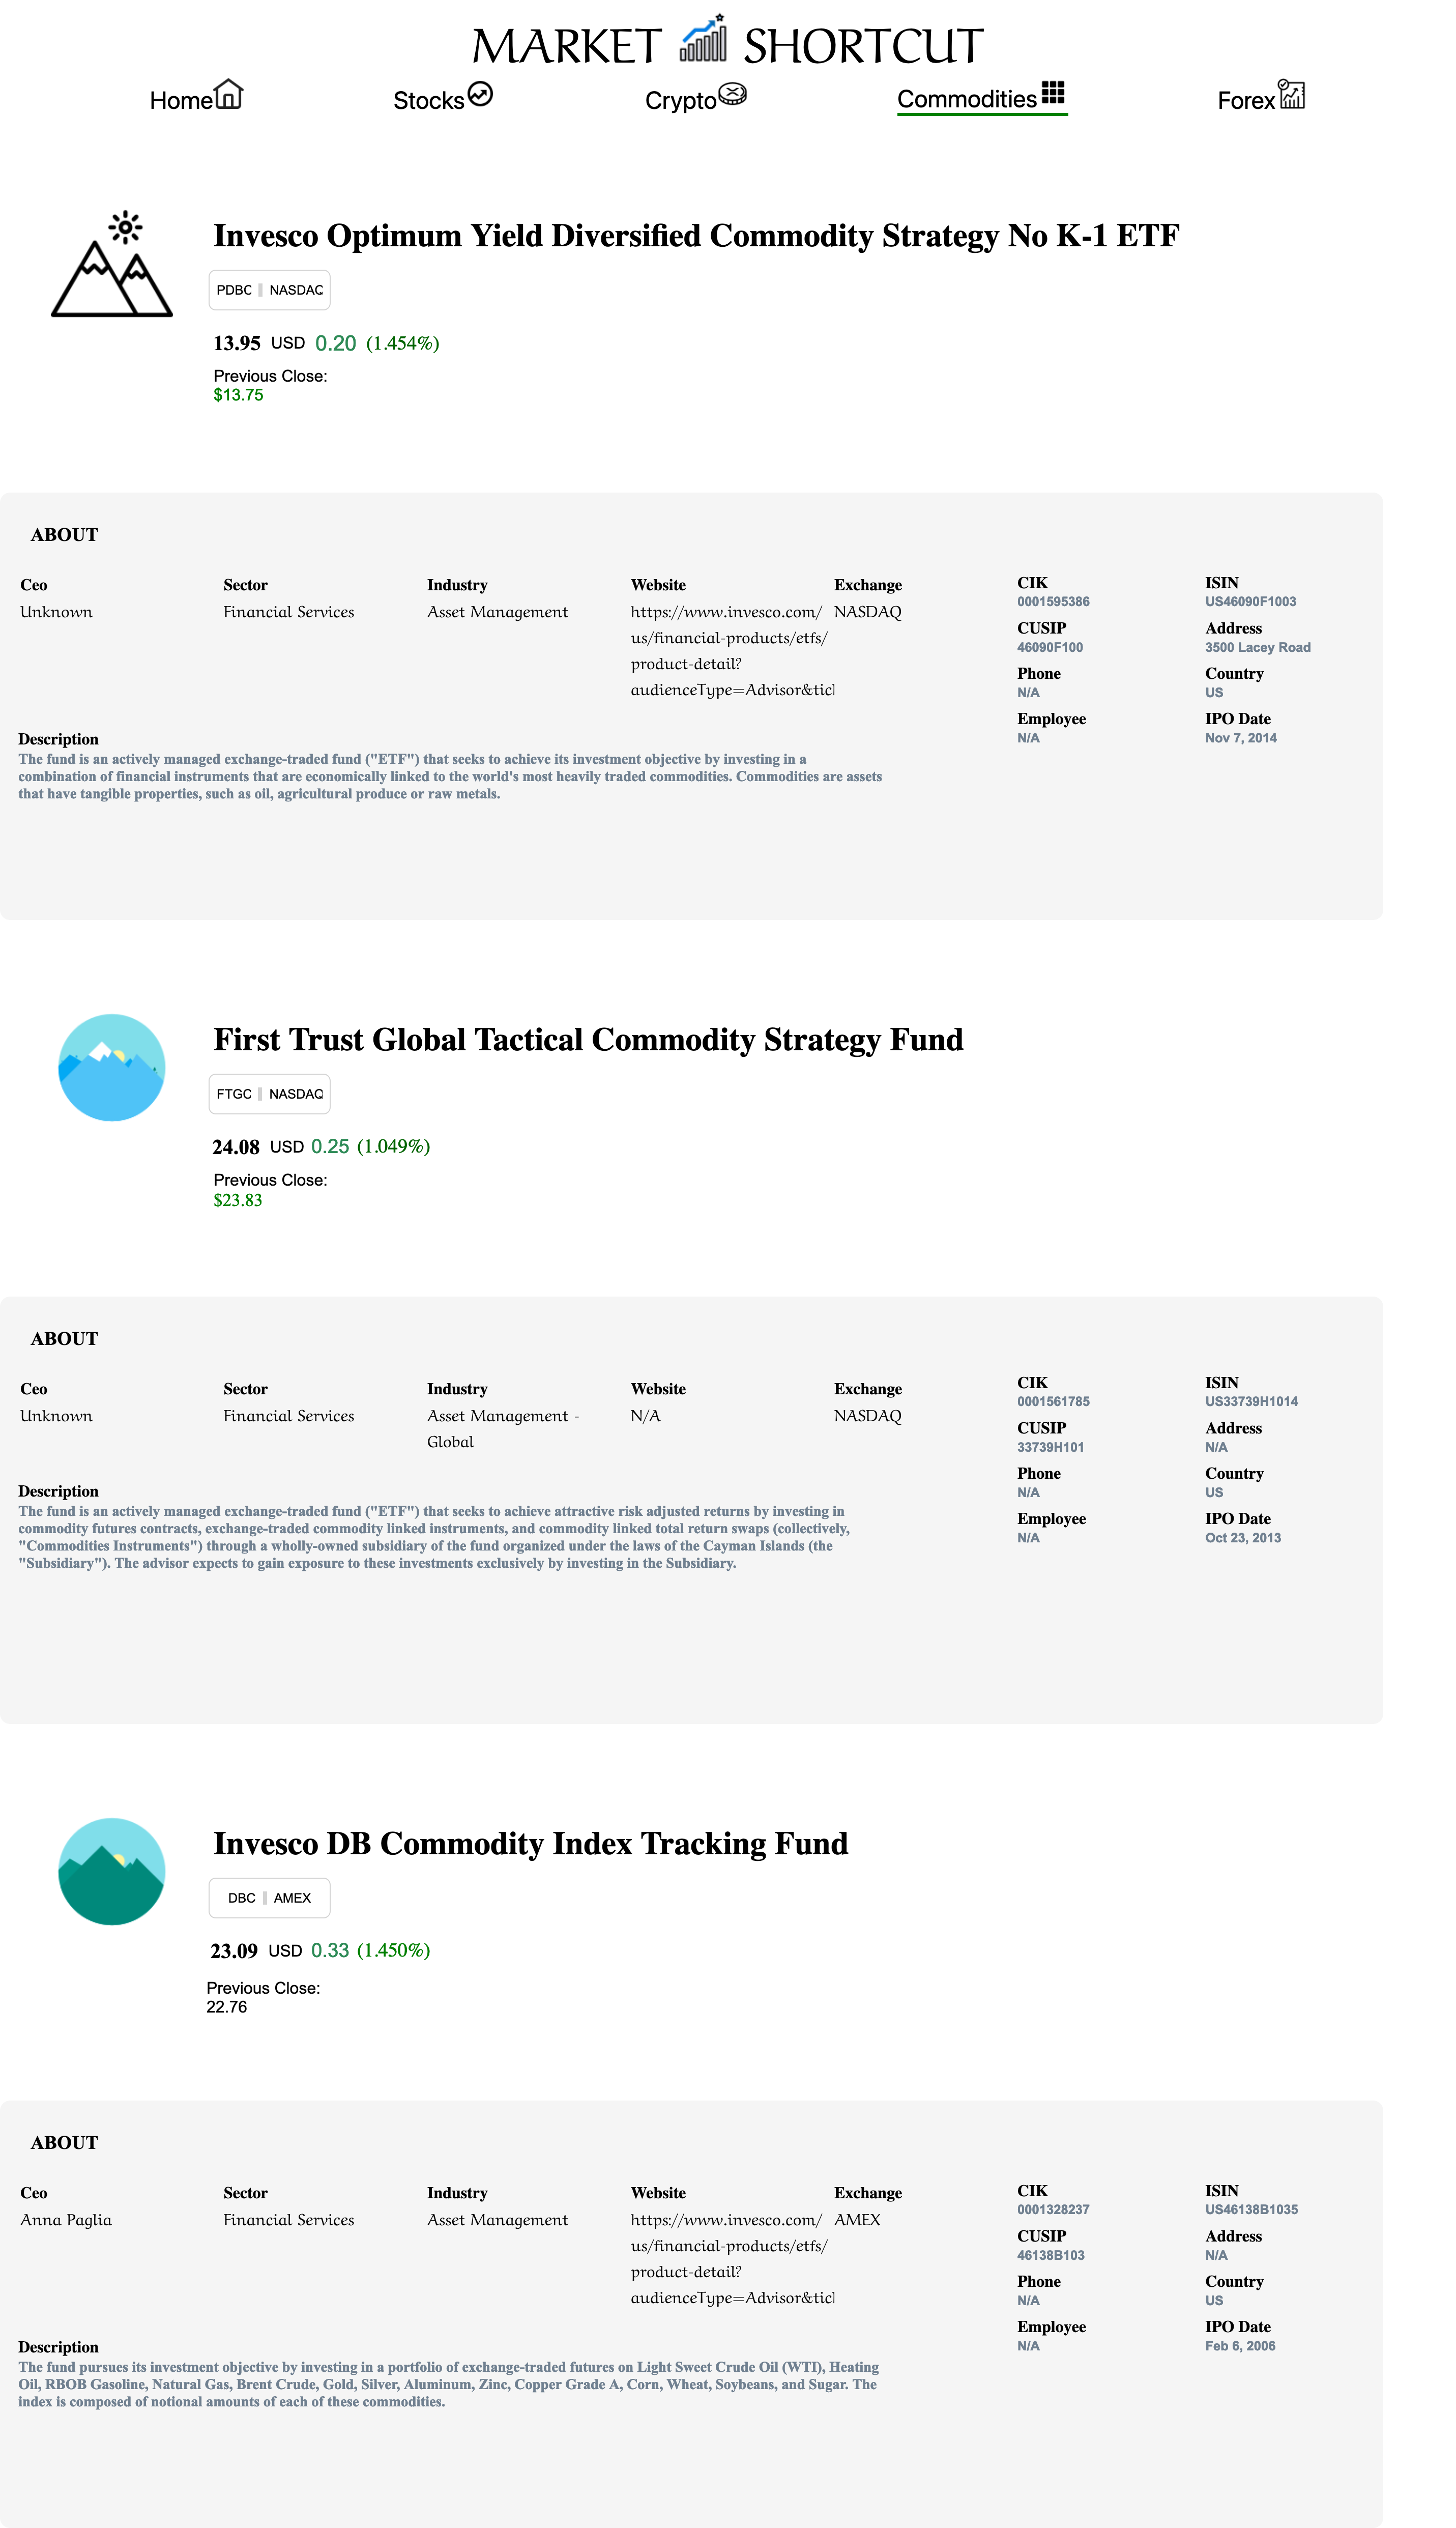 MARKET SHORTCUT
Home Stocks Crypto Commodities Forex
Invesco Optimum Yield Diversified Commodity Strategy No K-1 ETF
PDBC NASDAQ
13.95 USD 0.20 (1.454%)
Previous Close:
$13.75
ABOUT
Ceo
Unknown
Sector
Financial Services
Industry
Asset Management
Website
https://www.invesco.com/
us/financial-products/etfs/
product-detail?
audienceType=Advisor&tic
Exchange
NASDAQ
CIK
0001595386
ISIN
US46090F1003
CUSIP
46090F100
Address
3500 Lacey Road
Phone
N/A
Country
US
Employee
N/A
IPO Date
Nov 7, 2014
Description
The fund is an actively managed exchange-traded fund ("ETF") that seeks to achieve its investment objective by investing in a
combination of financial instruments that are economically linked to the world's most heavily traded commodities. Commodities are assets
that have tangible properties, such as oil, agricultural produce or raw metals.
First Trust Global Tactical Commodity Strategy Fund
FTGC NASDAQ
24.08 USD 0.25 (1.049%)
Previous Close:
$23.83
ABOUT
Ceo
Unknown
Sector
Financial Services
Industry
Asset Management -
Global
Website
N/A
Exchange
NASDAQ
CIK
0001561785
ISIN
US33739H1014
CUSIP
33739H101
Address
N/A
Phone
N/A
Country
US
Employee
N/A
IPO Date
Oct 23, 2013
Description
The fund is an actively managed exchange-traded fund ("ETF") that seeks to achieve attractive risk adjusted returns by investing in
commodity futures contracts, exchange-traded commodity linked instruments, and commodity linked total return swaps (collectively,
"Commodities Instruments") through a wholly-owned subsidiary of the fund organized under the laws of the Cayman Islands (the
"Subsidiary"). The advisor expects to gain exposure to these investments exclusively by investing in the Subsidiary.
Invesco DB Commodity Index Tracking Fund
DBC AMEX
23.09 USD 0.33 (1.450%)
Previous Close:
22.76
ABOUT
Ceo
Anna Paglia
Sector
Financial Services
Industry
Asset Management
Website
https://www.invesco.com/
us/financial-products/etfs/
product-detail?
audienceType=Advisor&tic
Exchange
AMEX
CIK
0001328237
ISIN
US46138B1035
CUSIP
46138B103
Address
N/A
Phone
N/A
Country
US
Employee
N/A
IPO Date
Feb 6, 2006
Description
The fund pursues its investment objective by investing in a portfolio of exchange-traded futures on Light Sweet Crude Oil (WTI), Heating
Oil, RBOB Gasoline, Natural Gas, Brent Crude, Gold, Silver, Aluminum, Zinc, Copper Grade A, Corn, Wheat, Soybeans, and Sugar. The
index is composed of notional amounts of each of these commodities.